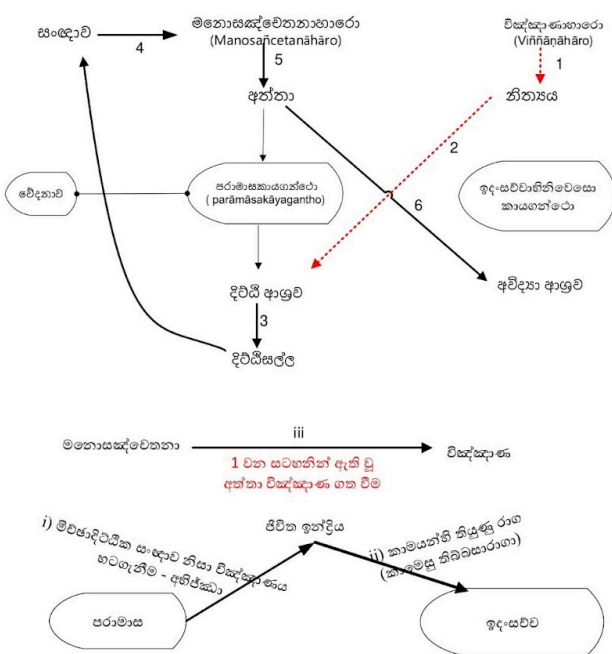 සංඥාව
4
මනොසඤ්චේතනාහාරො
(Manosañcetanāhāro)
විඤ්ඤාණාහාරො
(Viññāṇāhāro)
5
1
අත්තා
නිත්‍යය
2
වේදනාව
පරාමාසකායගන්ථො
( parāmāsakāyagantho)
ඉදංසච්චාභිනිවෙසො
කායගන්ථො
6
දිට්ඨි ආශ්‍රව
අවිද්‍යා ආශ්‍රව
3
දිට්ඨිසල්ල
මනොසඤ්චෙතනා
iii
විඤ්ඤාණ
1 වන සටහනින් ඇති වූ
අත්තා විඤ්ඤාණ ගත වීම
ජීවිත ඉන්ද්‍රිය
i) මිච්ඡාදිට්ඨික සංඥාව නිසා විඤ්ඤාණය
හටගැනීම - අභිජ්ඣා
ii) කාමයන්හි තියුණු රාග
(කාමෙසු තිබ්බසාරාගා)
පරාමාස
ඉදංසච්ච